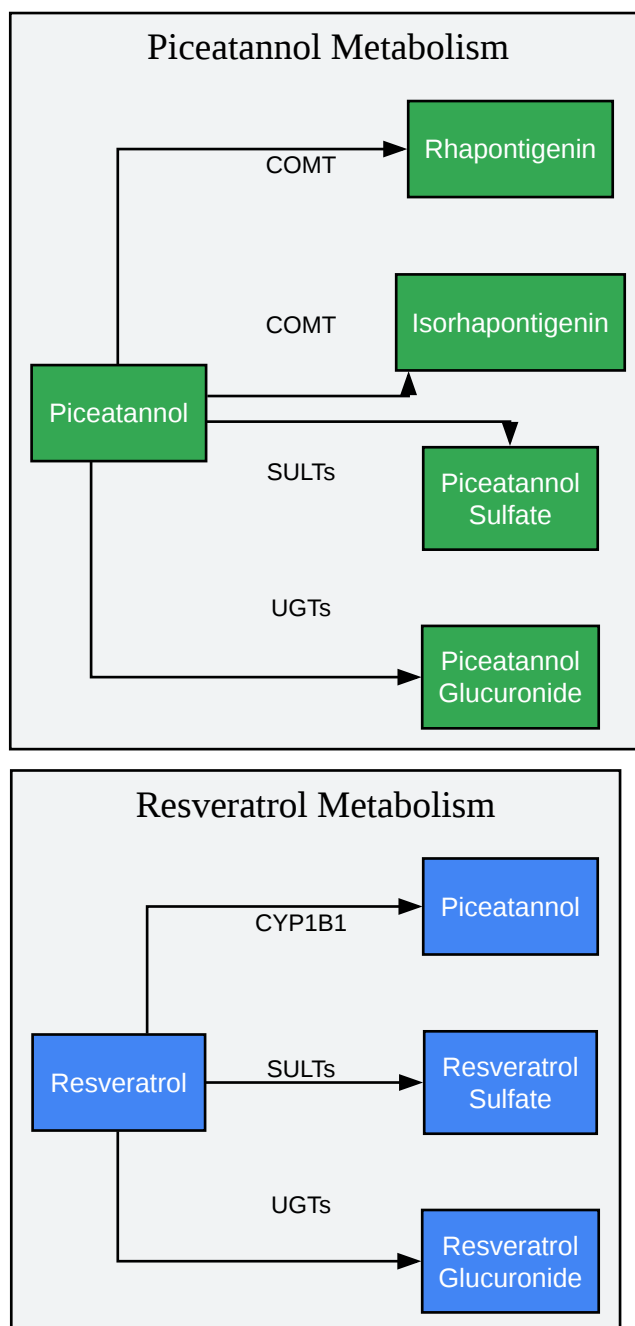 Piceatannol Metabolism
Rhapontigenin
COMT
COMT
Isorhapontigenin
Piceatannol
SULTs
Piceatannol
Sulfate
UGTs
Piceatannol
Glucuronide
Resveratrol Metabolism
Piceatannol
CYP1B1
Resveratrol
SULTs
Resveratrol
Sulfate
UGTs
Resveratrol
Glucuronide